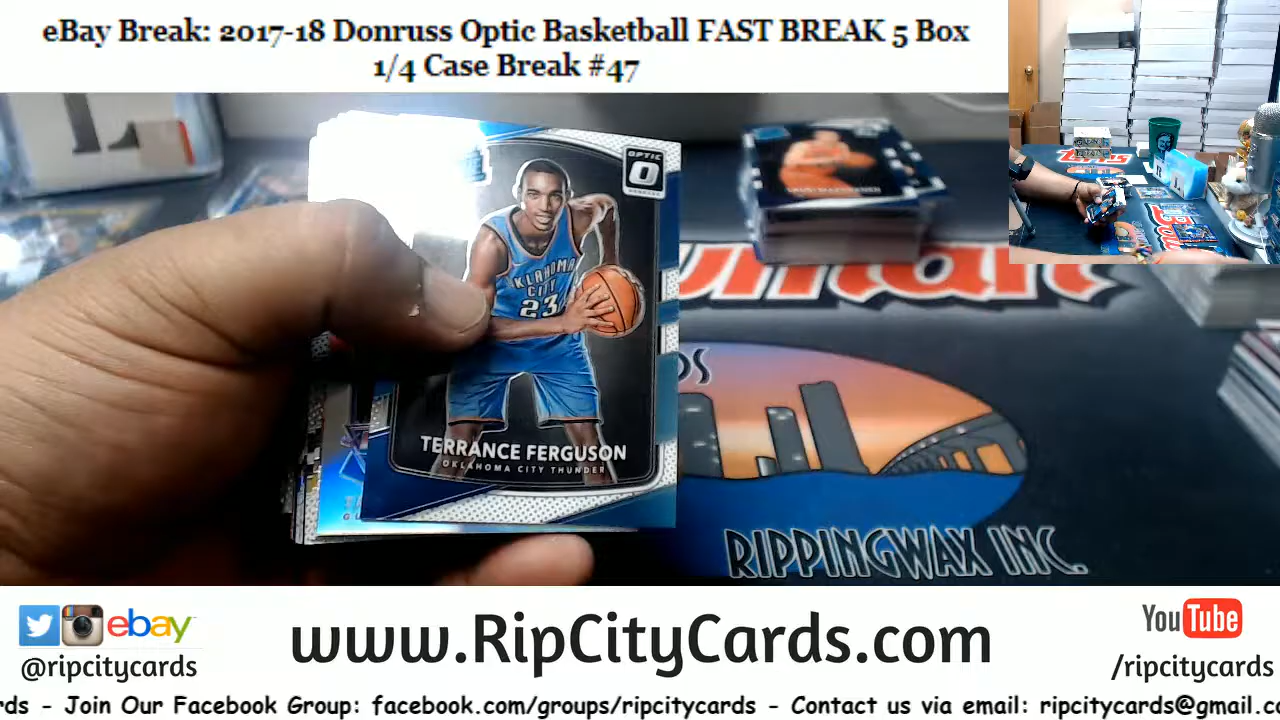 eBay Break: 2017-18 Donruss Optic Basketball FAST BREAK 5 Box
1/4 Case Break #47
OPTIC
OKLAHOMA
CITY
23
TERRANCE FERGUSON
OKLAHOMA CITY THUNDER
RIPPINGWAX INC.
ebay
@ripcitycards
www.RipCityCards.com
YouTube
/ripcitycards
rds - Join Our Facebook Group: facebook.com/groups/ripcitycards - Contact us via email: ripcitycards@gmail.c